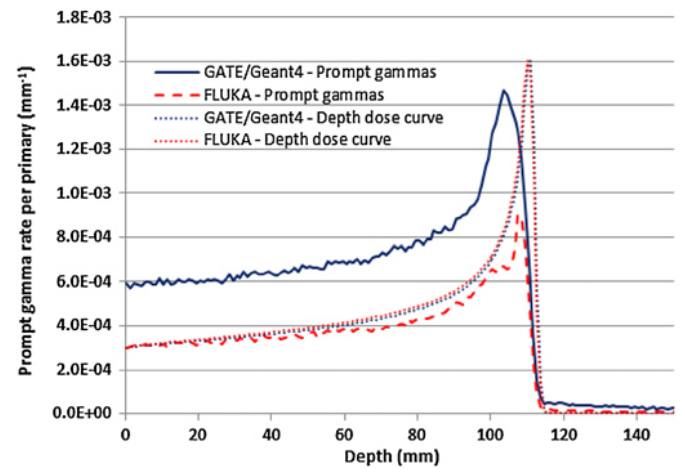 1.8E-03
1.6E-03
1.4E-03
1.2E-03
1.0E-03
8.0E-04
6.0E-04
4.0E-04
2.0E-04
0.0E+00
Prompt gamma rate per primary (mm⁻¹)
GATE/Geant4 - Prompt gammas
FLUKA - Prompt gammas
GATE/Geant4 - Depth dose curve
FLUKA - Depth dose curve
0 20 40 60 80 100 120 140
Depth (mm)